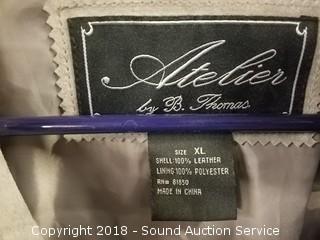 Atelier
by B. Thomas
SIZE XL
SHELL:100% LEATHER
LINING:100% POLYESTER
RN# 81850
MADE IN CHINA
Copyright 2018 - Sound Auction Service